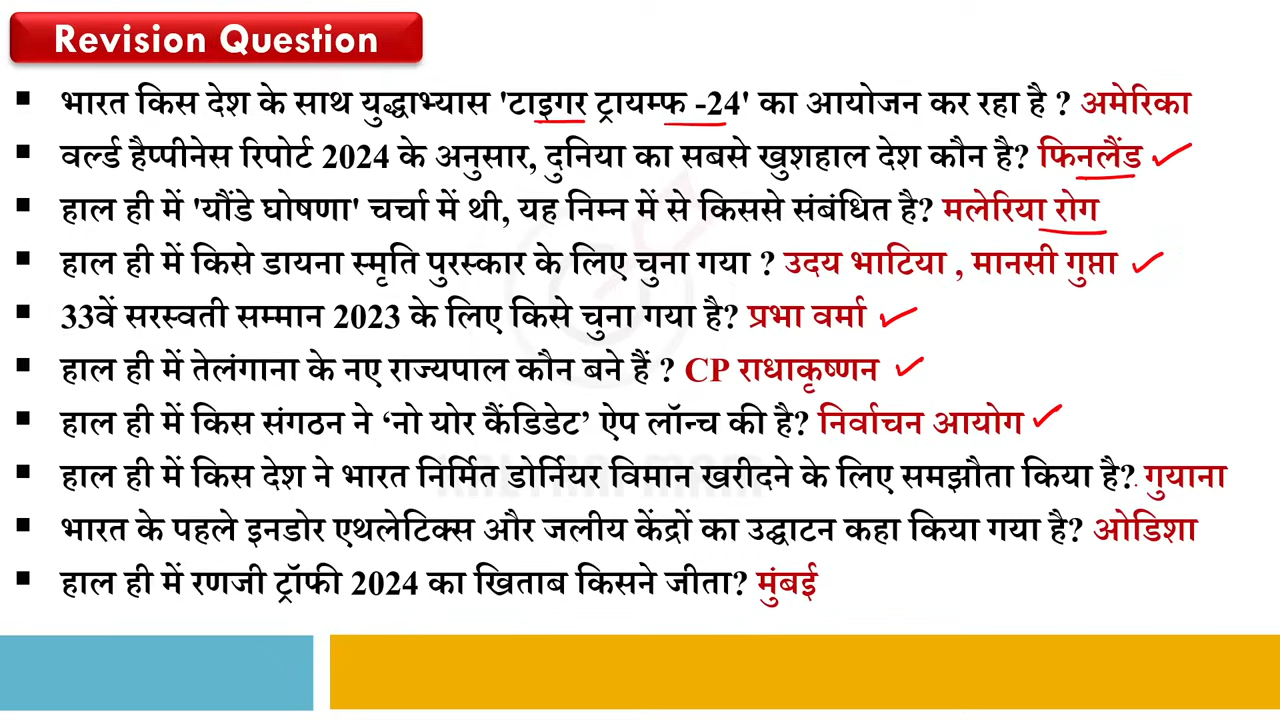 Revision Question
▪ भारत किस देश के साथ युद्धाभ्यास 'टाइगर ट्रायम्फ -24' का आयोजन कर रहा है ? अमेरिका
▪ वर्ल्ड हैप्पीनेस रिपोर्ट 2024 के अनुसार, दुनिया का सबसे खुशहाल देश कौन है? फिनलैंड
▪ हाल ही में 'यौंडे घोषणा' चर्चा में थी, यह निम्न में से किससे संबंधित है? मलेरिया रोग
▪ हाल ही में किसे डायना स्मृति पुरस्कार के लिए चुना गया ? उदय भाटिया , मानसी गुप्ता
▪ 33वें सरस्वती सम्मान 2023 के लिए किसे चुना गया है? प्रभा वर्मा
▪ हाल ही में तेलंगाना के नए राज्यपाल कौन बने हैं ? CP राधाकृष्णन
▪ हाल ही में किस संगठन ने ‘नो योर कैंडिडेट’ ऐप लॉन्च की है? निर्वाचन आयोग
▪ हाल ही में किस देश ने भारत निर्मित डोर्नियर विमान खरीदने के लिए समझौता किया है? गुयाना
▪ भारत के पहले इनडोर एथलेटिक्स और जलीय केंद्रों का उद्घाटन कहा किया गया है? ओडिशा
▪ हाल ही में रणजी ट्रॉफी 2024 का खिताब किसने जीता? मुंबई